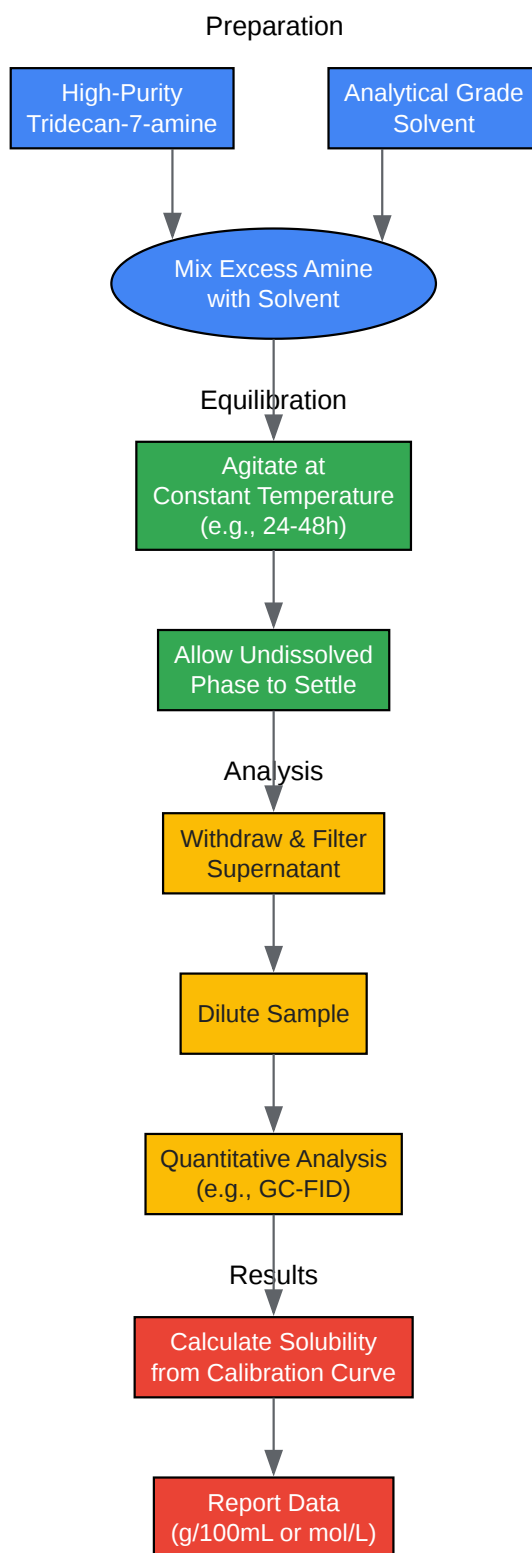 Preparation
High-Purity
Tridecan-7-amine
Analytical Grade
Solvent
Mix Excess Amine
with Solvent
Equilibration
Agitate at
Constant Temperature
(e.g., 24-48h)
Allow Undissolved
Phase to Settle
Analysis
Withdraw & Filter
Supernatant
Dilute Sample
Quantitative Analysis
(e.g., GC-FID)
Results
Calculate Solubility
from Calibration Curve
Report Data
(g/100mL or mol/L)